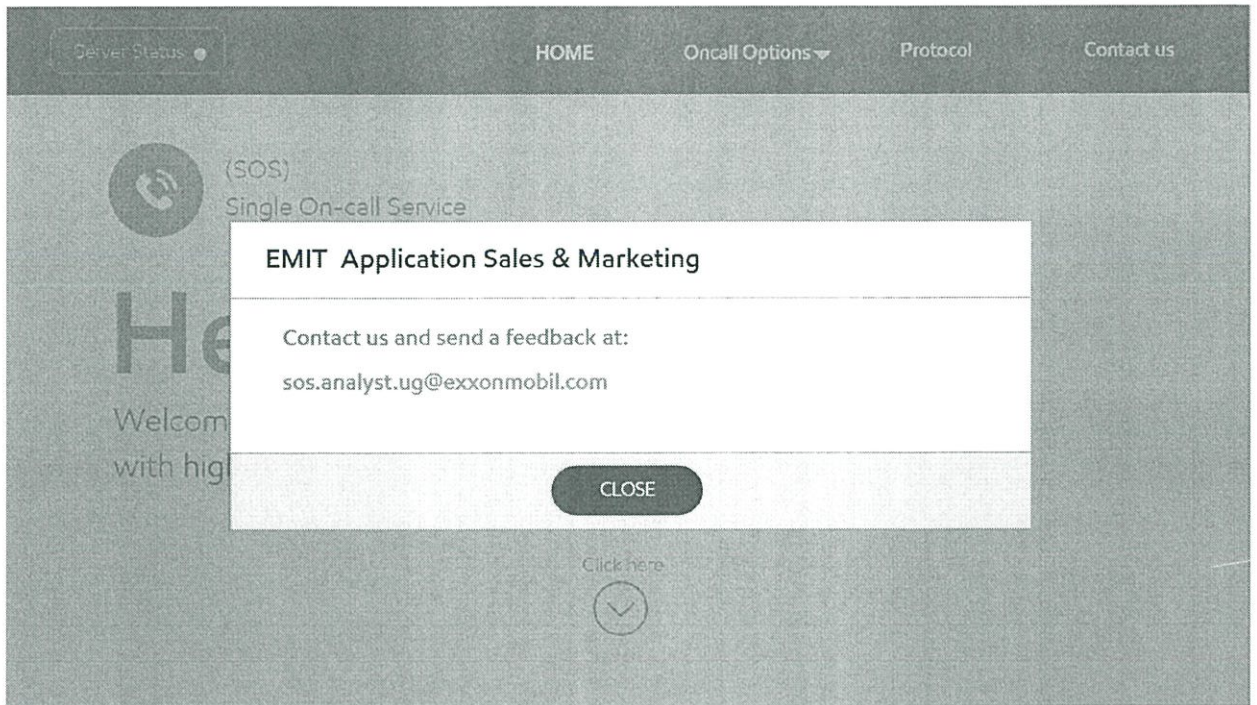 Server Status
HOME
Oncall Options
Protocol
Contact us
(SOS)
Single On-call Service
EMIT Application Sales & Marketing
He
Contact us and send a feedback at:
sos.analyst.ug@exxonmobil.com
Welcom
with hig
CLOSE
Click here